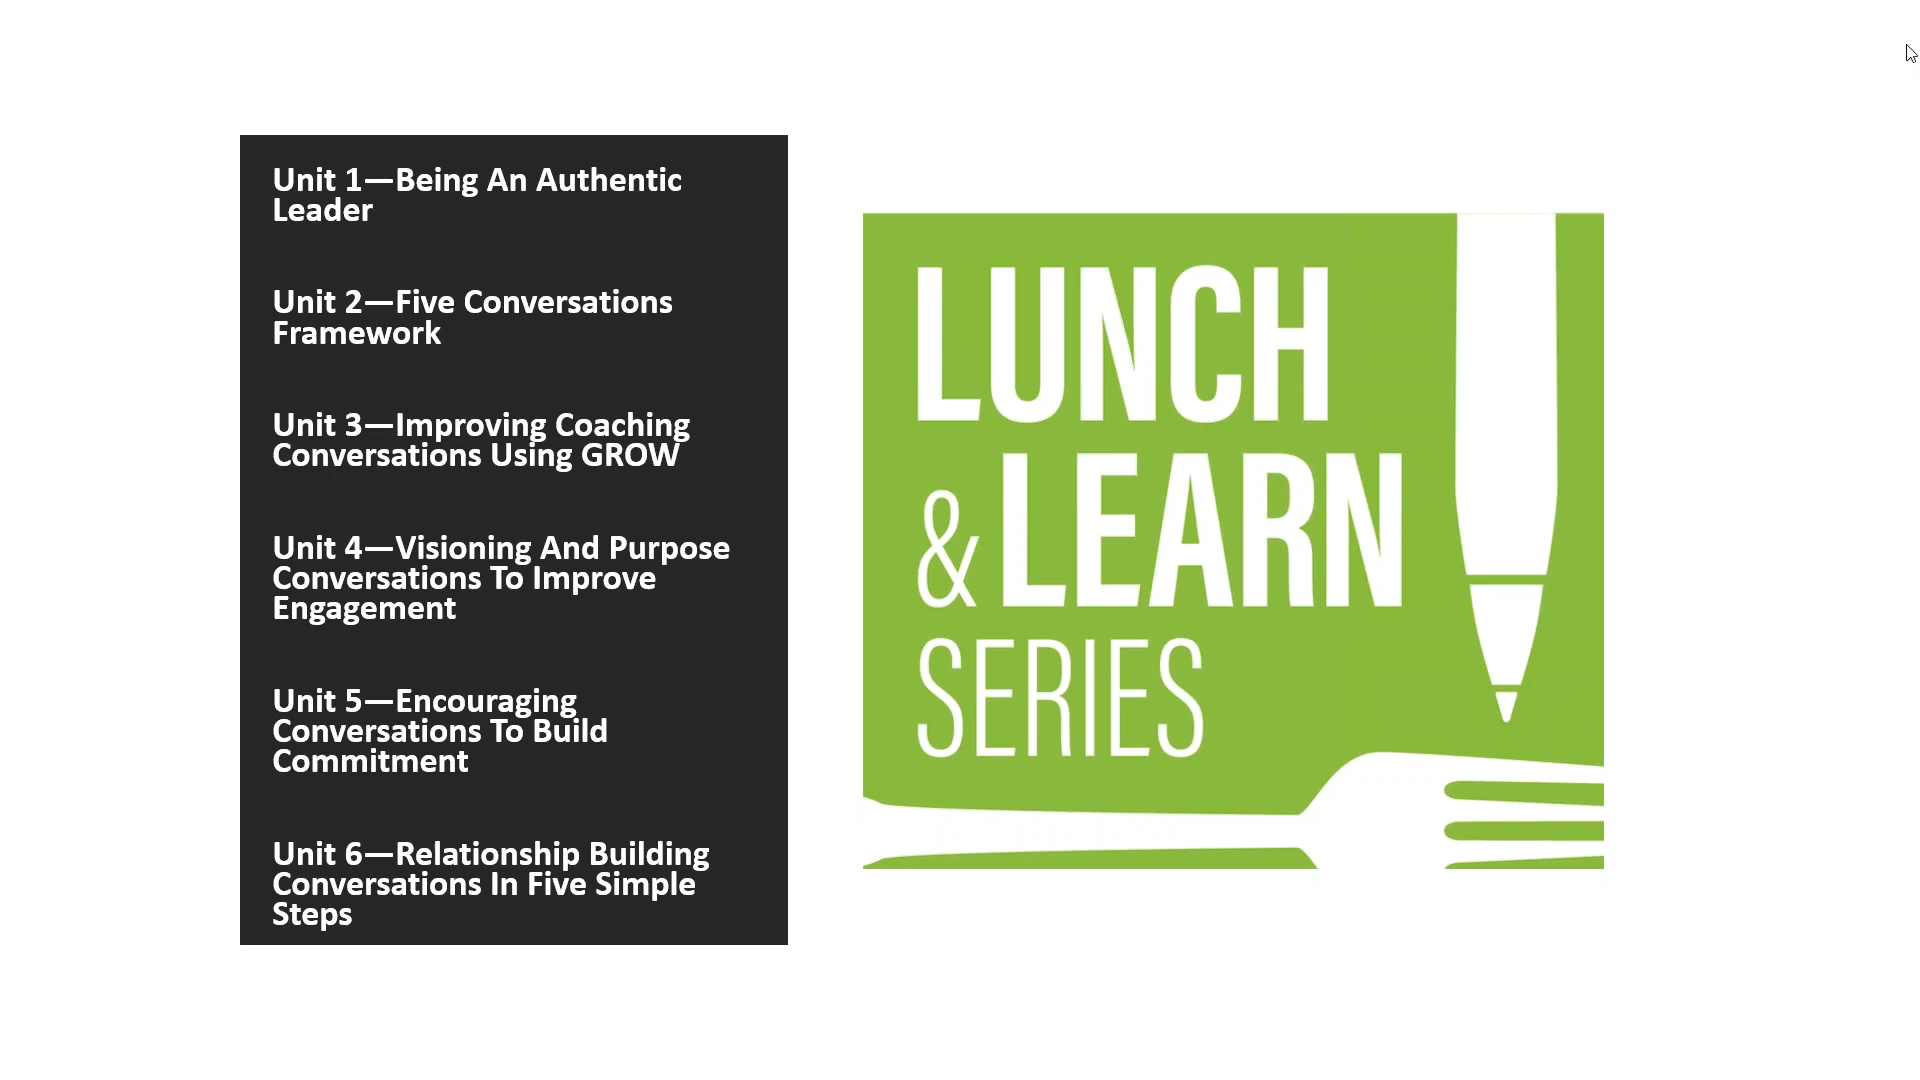 Unit 1—Being An Authentic
Leader
Unit 2—Five Conversations
Framework
Unit 3—Improving Coaching
Conversations Using GROW
Unit 4—Visioning And Purpose
Conversations To Improve
Engagement
Unit 5—Encouraging
Conversations To Build
Commitment
Unit 6—Relationship Building
Conversations In Five Simple
Steps
LUNCH
& LEARN
SERIES